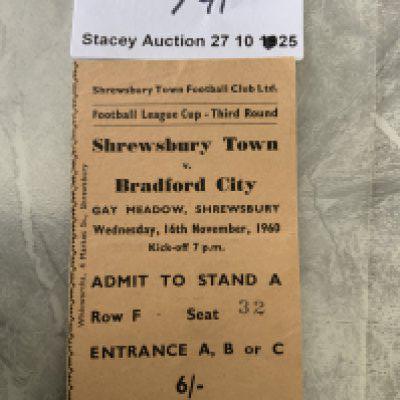 Stacey Auction 27 10 1025
Shrewsbury Town Football Club Ltd.
Football League Cup - Third Round
Shrewsbury Town
v.
Bradford City
GAY MEADOW, SHREWSBURY
Wednesday, 16th November, 1960
Kick-off 7 p.m.
ADMIT TO STAND A
Row F - Seat 32
ENTRANCE A, B or C
6/-